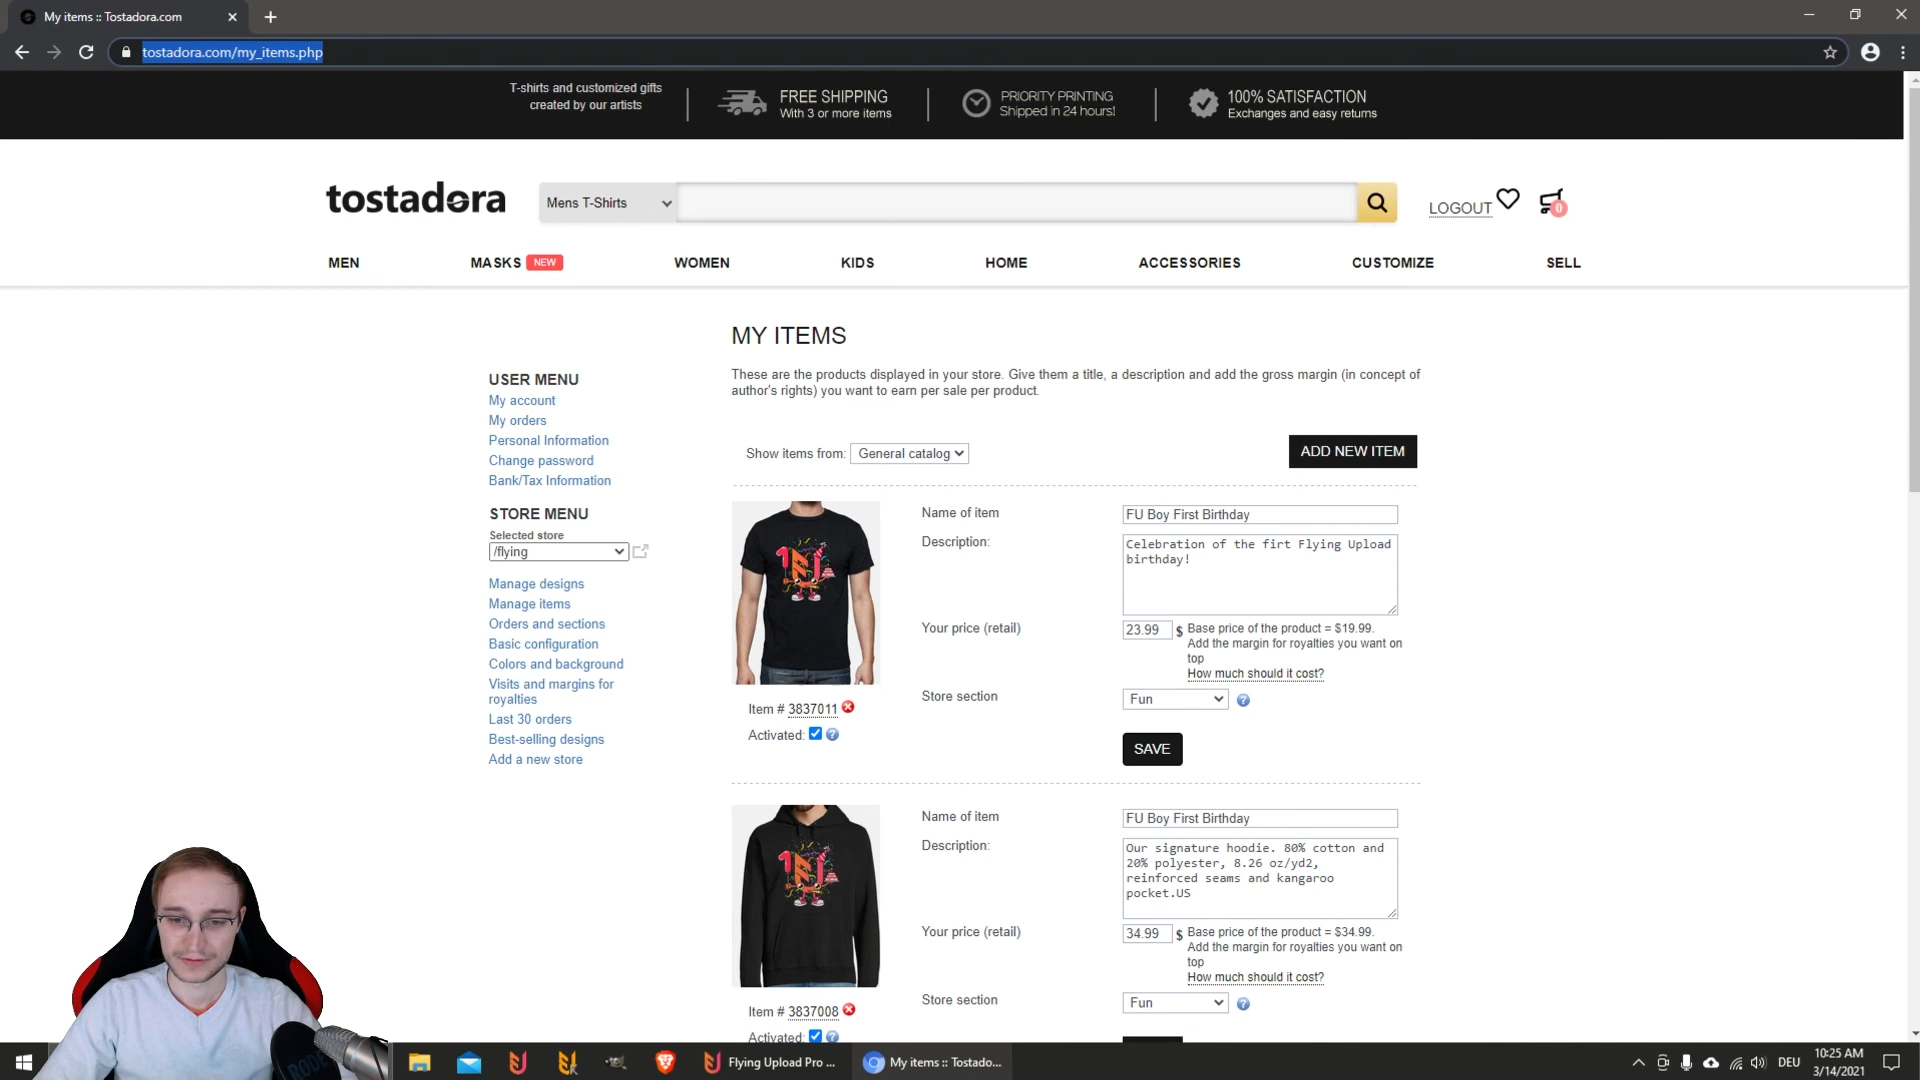 My items :: Tostadora.com
tostadora.com/my_items.php
T-shirts and customized gifts
created by our artists
FREE SHIPPING
With 3 or more items
PRIORITY PRINTING
Shipped in 24 hours!
100% SATISFACTION
Exchanges and easy returns
tostadora
Mens T-Shirts
LOGOUT
0
MEN
MASKS NEW
WOMEN
KIDS
HOME
ACCESSORIES
CUSTOMIZE
SELL
MY ITEMS
These are the products displayed in your store. Give them a title, a description and add the gross margin (in concept of
author's rights) you want to earn per sale per product.
USER MENU
My account
My orders
Personal Information
Change password
Bank/Tax Information
STORE MENU
Selected store
/flying
Manage designs
Manage items
Orders and sections
Basic configuration
Colors and background
Visits and margins for
royalties
Last 30 orders
Best-selling designs
Add a new store
Show items from: General catalog
ADD NEW ITEM
Name of item
FU Boy First Birthday
Description:
Celebration of the firt Flying Upload
birthday!
Your price (retail)
23.99 $ Base price of the product = $19.99.
Add the margin for royalties you want on
top
How much should it cost?
Store section
Fun
Item # 3837011
Activated:
SAVE
Name of item
FU Boy First Birthday
Description:
Our signature hoodie. 80% cotton and
20% polyester, 8.26 oz/yd2,
reinforced seams and kangaroo
pocket.US
Your price (retail)
34.99 $ Base price of the product = $34.99.
Add the margin for royalties you want on
top
How much should it cost?
Store section
Fun
Item # 3837008
Activated:
RODE
Flying Upload Pro ...
My items :: Tostado...
DEU
10:25 AM
3/14/2021